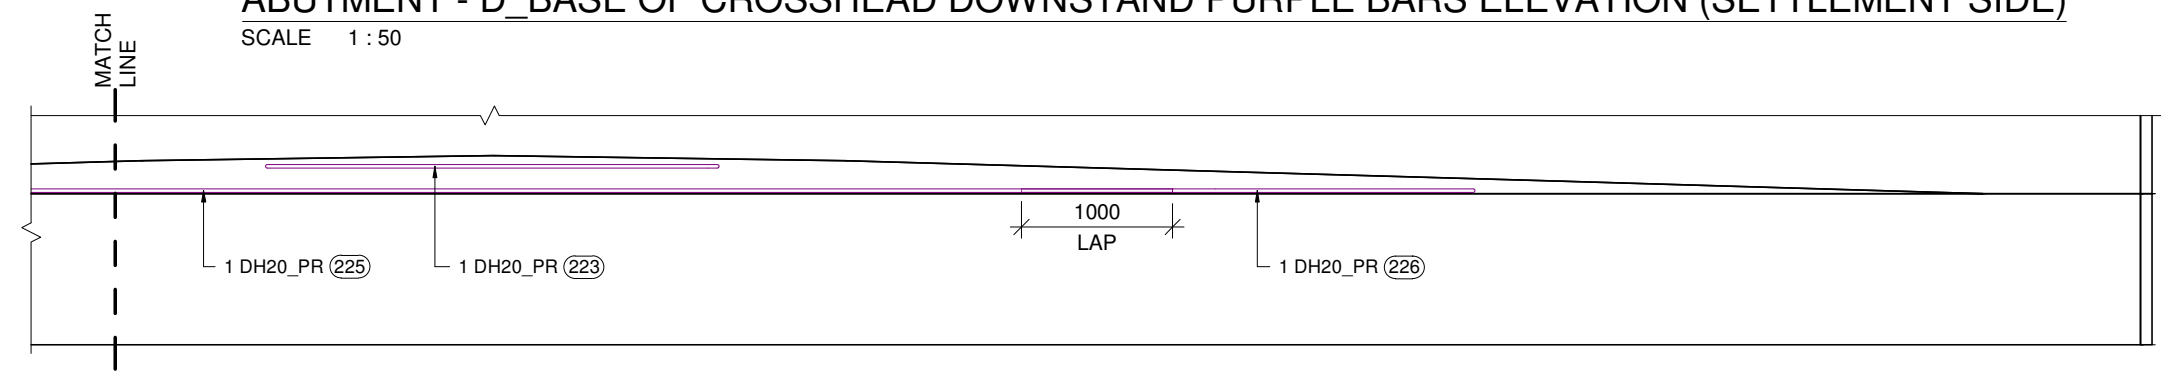 ABUTMENT - D_BASE OF CROSSHEAD DOWNSTAND PURPLE BARS ELEVATION (SETTLEMENT SIDE)
SCALE 1 : 50
MATCH
LINE
1000
LAP
1 DH20_PR 225
1 DH20_PR 223
1 DH20_PR 226